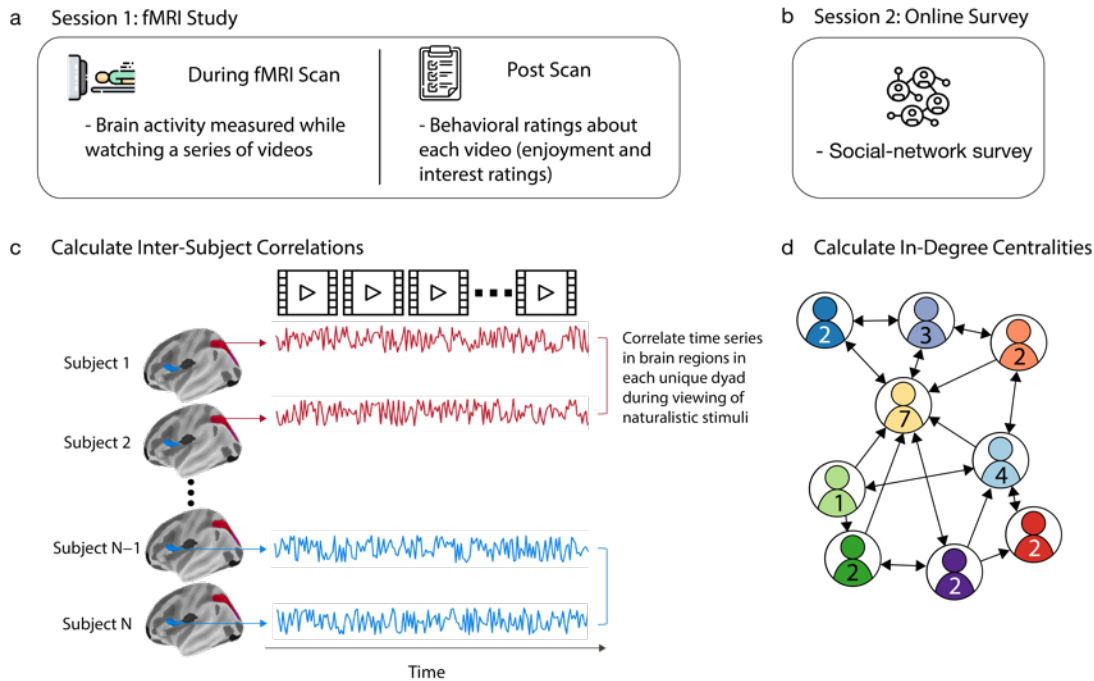 a Session 1: fMRI Study
During fMRI Scan
- Brain activity measured while
watching a series of videos
Post Scan
- Behavioral ratings about
each video (enjoyment and
interest ratings)
b Session 2: Online Survey
- Social-network survey
c Calculate Inter-Subject Correlations
Subject 1
Subject 2
Subject N−1
Subject N
Correlate time series
in brain regions in
each unique dyad
during viewing of
naturalistic stimuli
Time
d Calculate In-Degree Centralities
2
3
2
7
4
1
2
2
2